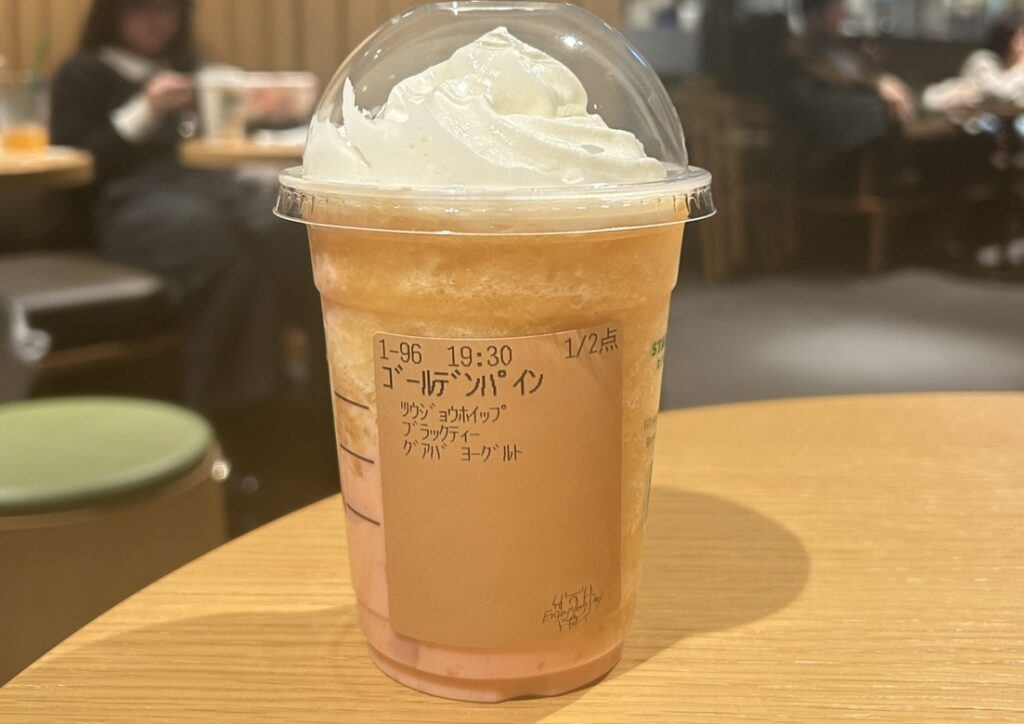 1-96 19:30 1/2点
ｺﾞｰﾙﾃﾞﾝﾊﾟｲﾝ
ﾂｳｼﾞｮｳﾎｲｯﾌﾟ
ﾌﾞﾗｯｸﾃｨｰ
ｸﾞｱﾊﾞ ﾖｰｸﾞﾙﾄ
STA